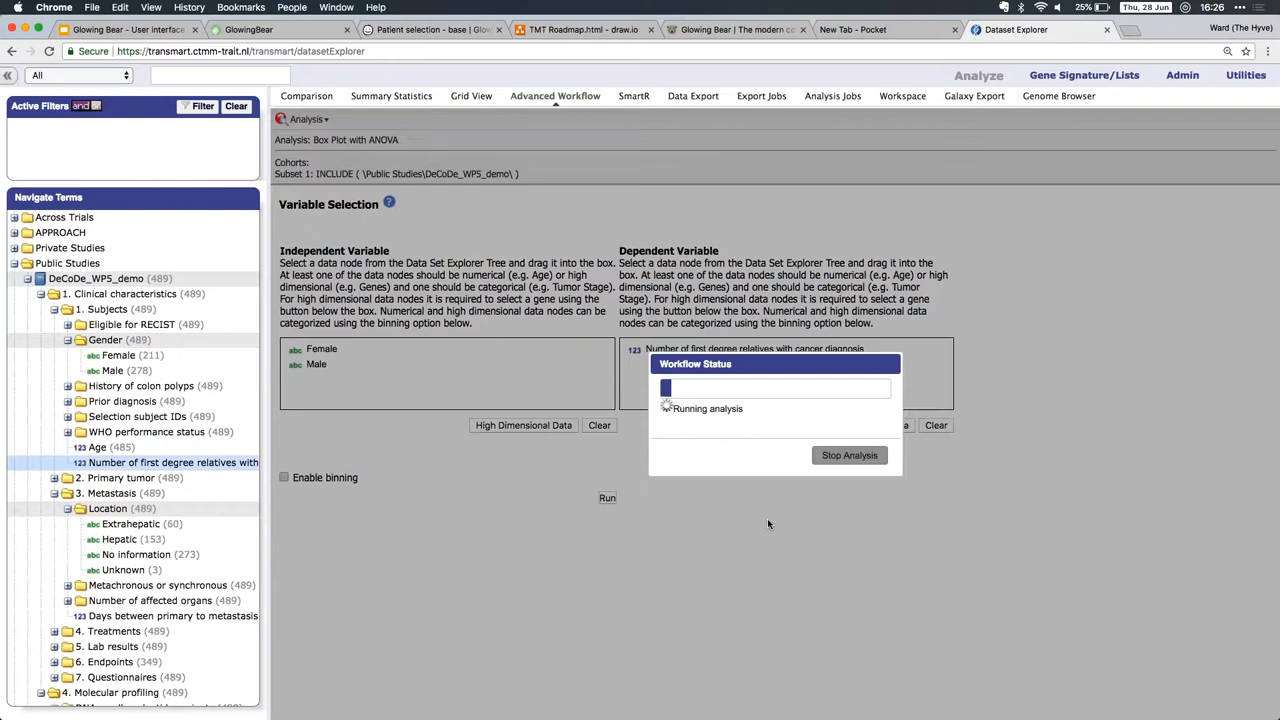 Chrome File Edit View History Bookmarks People Window Help
25% Thu, 28 Jun 16:26
Glowing Bear - User interface
GlowingBear
Patient selection - base | Glow
TMT Roadmap.html - draw.io
Glowing Bear | The modern co
New Tab - Pocket
Dataset Explorer
Ward (The Hyve)
Secure https://transmart.ctmm-trait.nl/transmart/datasetExplorer
All
Analyze Gene Signature/Lists Admin Utilities
Active Filters and or Filter Clear
Comparison Summary Statistics Grid View Advanced Workflow SmartR Data Export Export Jobs Analysis Jobs Workspace Galaxy Export Genome Browser
Analysis
Analysis: Box Plot with ANOVA
Cohorts:
Subset 1: INCLUDE ( \Public Studies\DeCoDe_WP5_demo\ )
Navigate Terms
Across Trials
APPROACH
Private Studies
Public Studies
DeCoDe_WP5_demo (489)
1. Clinical characteristics (489)
1. Subjects (489)
Eligible for RECIST (489)
Gender (489)
abc Female (211)
abc Male (278)
History of colon polyps (489)
Prior diagnosis (489)
Selection subject IDs (489)
WHO performance status (489)
123 Age (485)
123 Number of first degree relatives with
2. Primary tumor (489)
3. Metastasis (489)
Location (489)
abc Extrahepatic (60)
abc Hepatic (153)
abc No information (273)
abc Unknown (3)
Metachronous or synchronous (489)
Number of affected organs (489)
123 Days between primary to metastasis
4. Treatments (489)
5. Lab results (489)
6. Endpoints (349)
7. Questionnaires (489)
4. Molecular profiling (489)
Variable Selection ?
Independent Variable
Select a data node from the Data Set Explorer Tree and drag it into the box.
At least one of the data nodes should be numerical (e.g. Age) or high
dimensional (e.g. Genes) and one should be categorical (e.g. Tumor Stage).
For high dimensional data nodes it is required to select a gene using the
button below the box. Numerical and high dimensional data nodes can be
categorized using the binning option below.
abc Female
abc Male
High Dimensional Data Clear
Dependent Variable
Select a data node from the Data Set Explorer Tree and drag it into the
box. At least one of the data nodes should be numerical (e.g. Age) or high
dimensional (e.g. Genes) and one should be categorical (e.g. Tumor
Stage). For high dimensional data nodes it is required to select a gene
using the button below the box. Numerical and high dimensional data
nodes can be categorized using the binning option below.
123 Number of first degree relatives with cancer diagnosis
a Clear
Enable binning
Run
Workflow Status
Running analysis
Stop Analysis